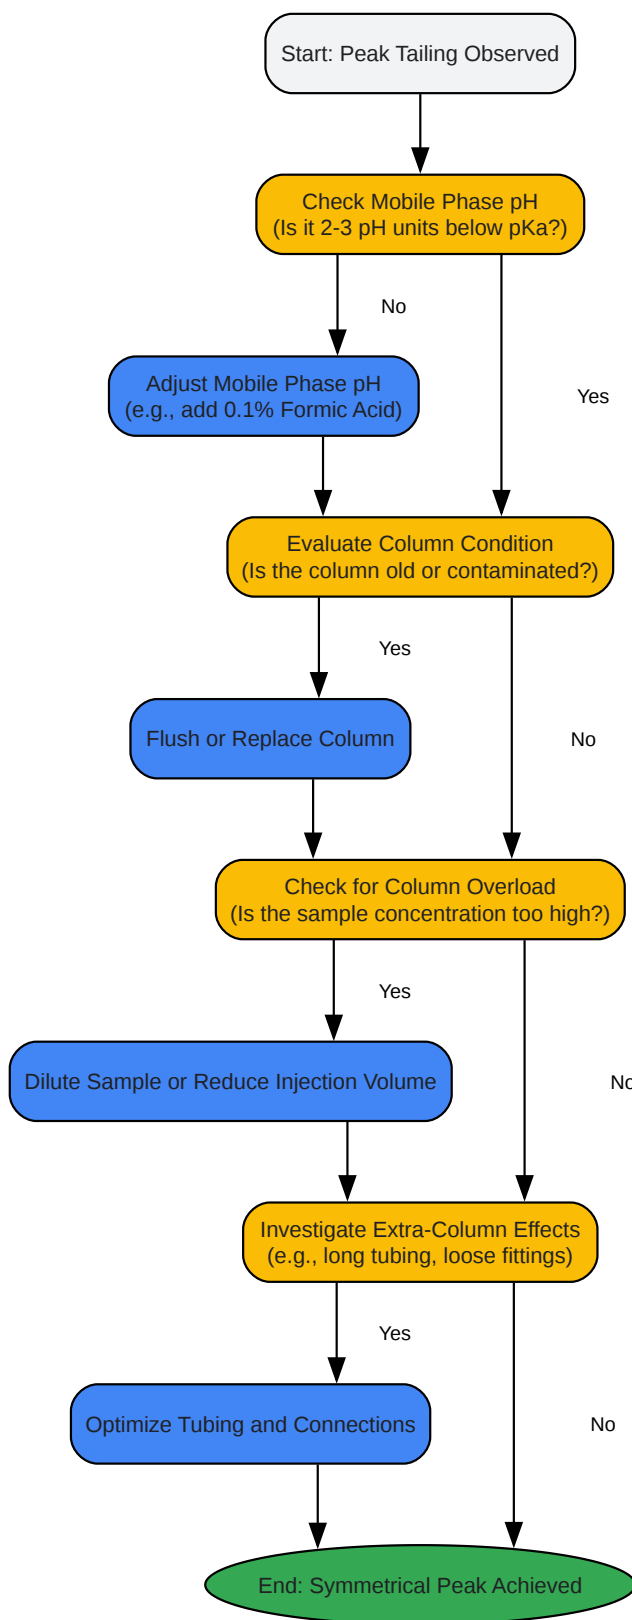 Start: Peak Tailing Observed
Check Mobile Phase pH
(Is it 2-3 pH units below pKa?)
No
Adjust Mobile Phase pH
(e.g., add 0.1% Formic Acid)
Yes
Evaluate Column Condition
(Is the column old or contaminated?)
Yes
Flush or Replace Column
No
Check for Column Overload
(Is the sample concentration too high?)
Yes
Dilute Sample or Reduce Injection Volume
No
Investigate Extra-Column Effects
(e.g., long tubing, loose fittings)
Yes
Optimize Tubing and Connections
No
End: Symmetrical Peak Achieved